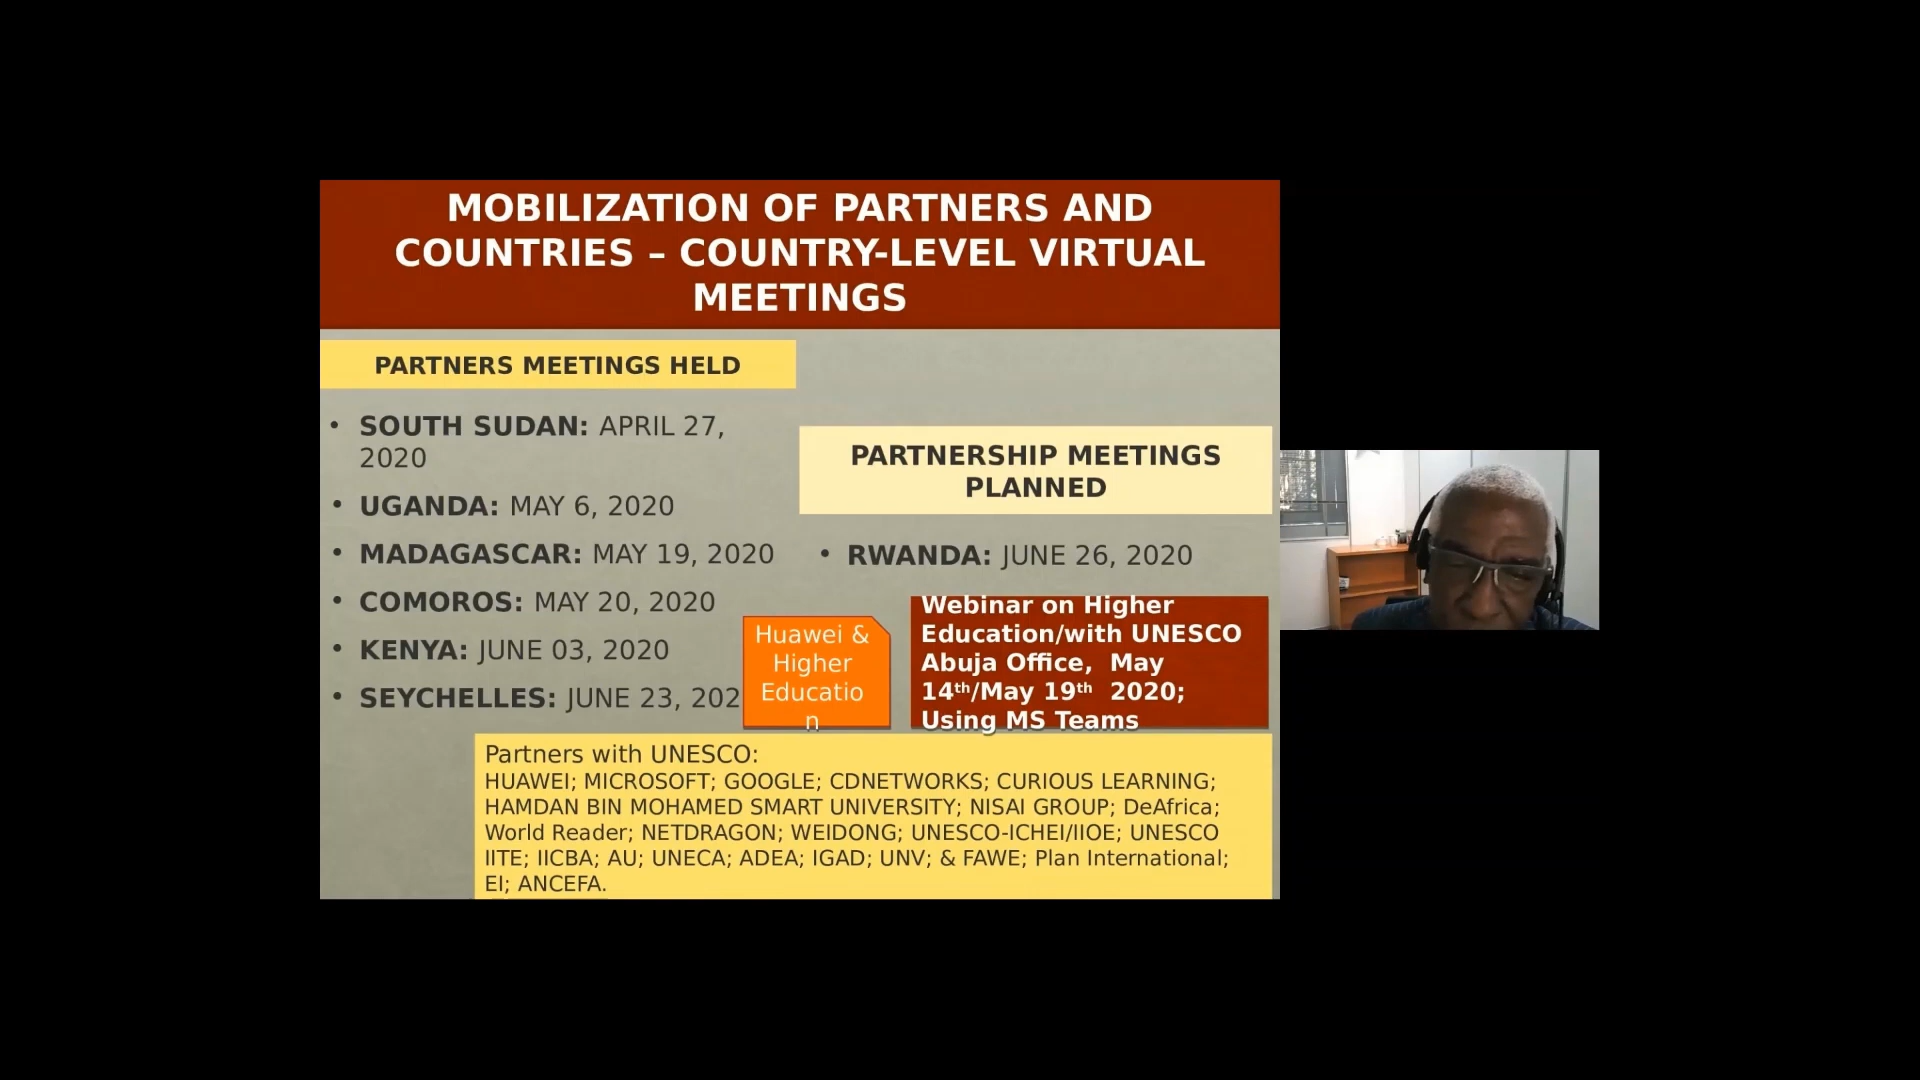 MOBILIZATION OF PARTNERS AND
COUNTRIES – COUNTRY-LEVEL VIRTUAL
MEETINGS
PARTNERS MEETINGS HELD
• SOUTH SUDAN: APRIL 27,
2020
• UGANDA: MAY 6, 2020
• MADAGASCAR: MAY 19, 2020
• COMOROS: MAY 20, 2020
• KENYA: JUNE 03, 2020
• SEYCHELLES: JUNE 23, 202
PARTNERSHIP MEETINGS
PLANNED
• RWANDA: JUNE 26, 2020
Huawei &
Higher
Educatio
n
Webinar on Higher
Education/with UNESCO
Abuja Office, May
14th/May 19th 2020;
Using MS Teams
Partners with UNESCO:
HUAWEI; MICROSOFT; GOOGLE; CDNETWORKS; CURIOUS LEARNING;
HAMDAN BIN MOHAMED SMART UNIVERSITY; NISAI GROUP; DeAfrica;
World Reader; NETDRAGON; WEIDONG; UNESCO-ICHEI/IIOE; UNESCO
IITE; IICBA; AU; UNECA; ADEA; IGAD; UNV; & FAWE; Plan International;
EI; ANCEFA.